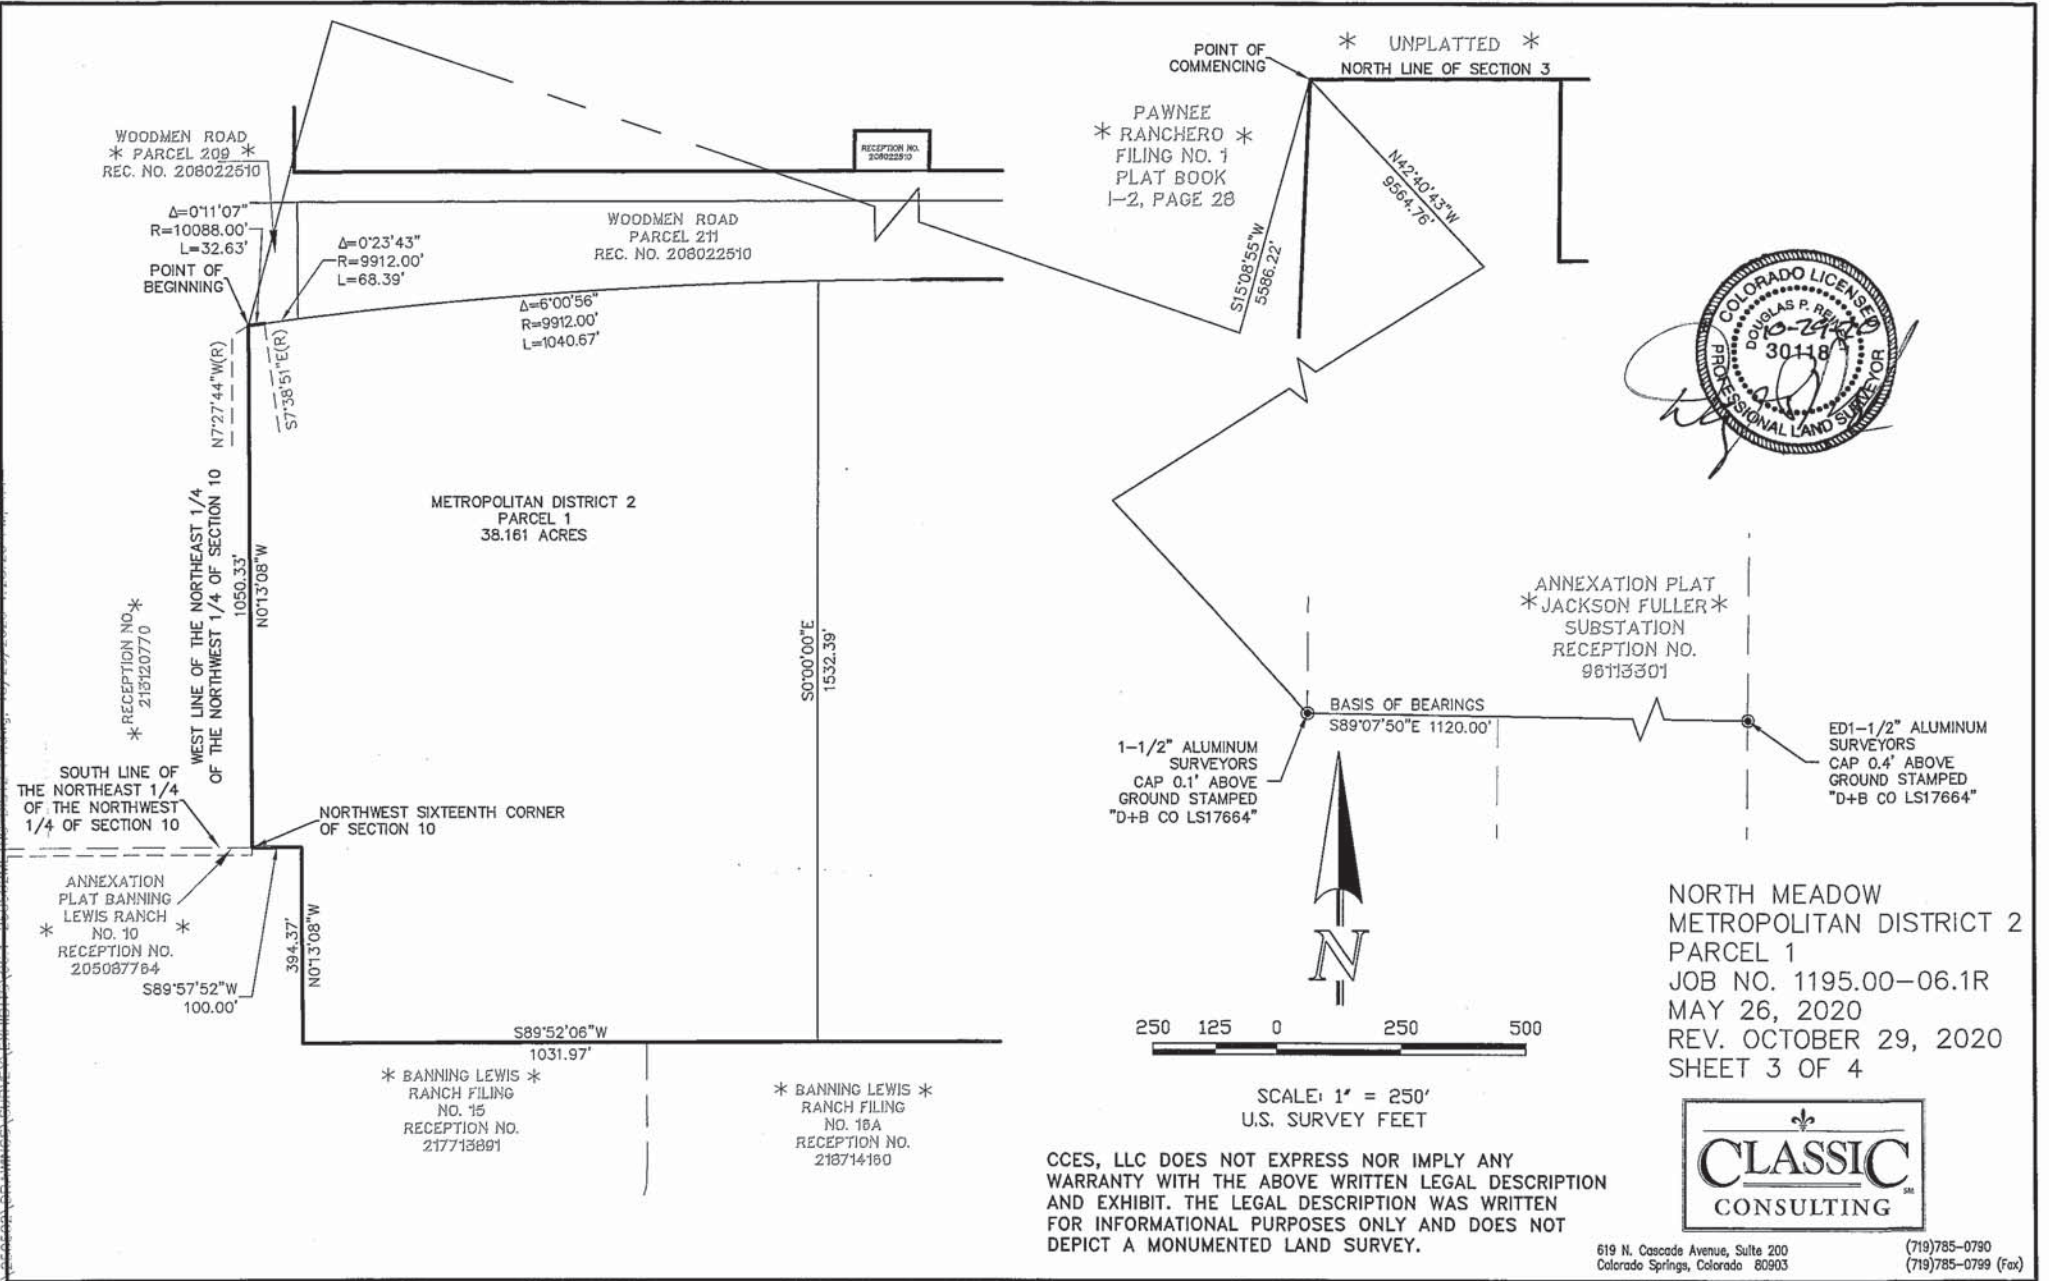 WOODMEN ROAD
* PARCEL 209 *
REC. NO. 208022510
Δ=0°11'07"
R=10088.00'
L=32.63'
POINT OF
BEGINNING
Δ=0°23'43"
R=9912.00'
L=68.39'
RECEPTION NO.
208022510
WOODMEN ROAD
PARCEL 211
REC. NO. 208022510
Δ=6°00'56"
R=9912.00'
L=1040.67'
N7°27'44"W(R)
S7°38'51"E(R)
METROPOLITAN DISTRICT 2
PARCEL 1
38.161 ACRES
WEST LINE OF THE NORTHEAST 1/4
OF THE NORTHWEST 1/4 OF SECTION 10
1050.33'
N0°13'08"W
* RECEPTION NO. *
213120770
S0°00'00"E
1532.39'
SOUTH LINE OF
THE NORTHEAST 1/4
OF THE NORTHWEST
1/4 OF SECTION 10
NORTHWEST SIXTEENTH CORNER
OF SECTION 10
ANNEXATION
PLAT BANNING
LEWIS RANCH
* NO. 10 *
RECEPTION NO.
205087764
S89°57'52"W
100.00'
394.37'
N0°13'08"W
S89°52'06"W
1031.97'
* BANNING LEWIS *
RANCH FILING
NO. 15
RECEPTION NO.
217713891
* BANNING LEWIS *
RANCH FILING
NO. 16A
RECEPTION NO.
218714160
POINT OF
COMMENCING
* UNPLATTED *
NORTH LINE OF SECTION 3
PAWNEE
* RANCHERO *
FILING NO. 1
PLAT BOOK
I-2, PAGE 28
N42°40'43"W
9564.76'
S15°08'55"W
5586.22'
COLORADO LICENSED
DOUGLAS P.
30118
PROFESSIONAL LAND SURVEYOR
ANNEXATION PLAT
* JACKSON FULLER *
SUBSTATION
RECEPTION NO.
96113301
BASIS OF BEARINGS
S89°07'50"E 1120.00'
1-1/2" ALUMINUM
SURVEYORS
CAP 0.1' ABOVE
GROUND STAMPED
"D+B CO LS17664"
ED1-1/2" ALUMINUM
SURVEYORS
CAP 0.4' ABOVE
GROUND STAMPED
"D+B CO LS17664"
N
250 125 0 250 500
SCALE: 1" = 250'
U.S. SURVEY FEET
NORTH MEADOW
METROPOLITAN DISTRICT 2
PARCEL 1
JOB NO. 1195.00-06.1R
MAY 26, 2020
REV. OCTOBER 29, 2020
SHEET 3 OF 4
CCES, LLC DOES NOT EXPRESS NOR IMPLY ANY
WARRANTY WITH THE ABOVE WRITTEN LEGAL DESCRIPTION
AND EXHIBIT. THE LEGAL DESCRIPTION WAS WRITTEN
FOR INFORMATIONAL PURPOSES ONLY AND DOES NOT
DEPICT A MONUMENTED LAND SURVEY.
CLASSIC
SM
CONSULTING
619 N. Cascade Avenue, Suite 200
Colorado Springs, Colorado 80903
(719)785-0790
(719)785-0799 (Fax)